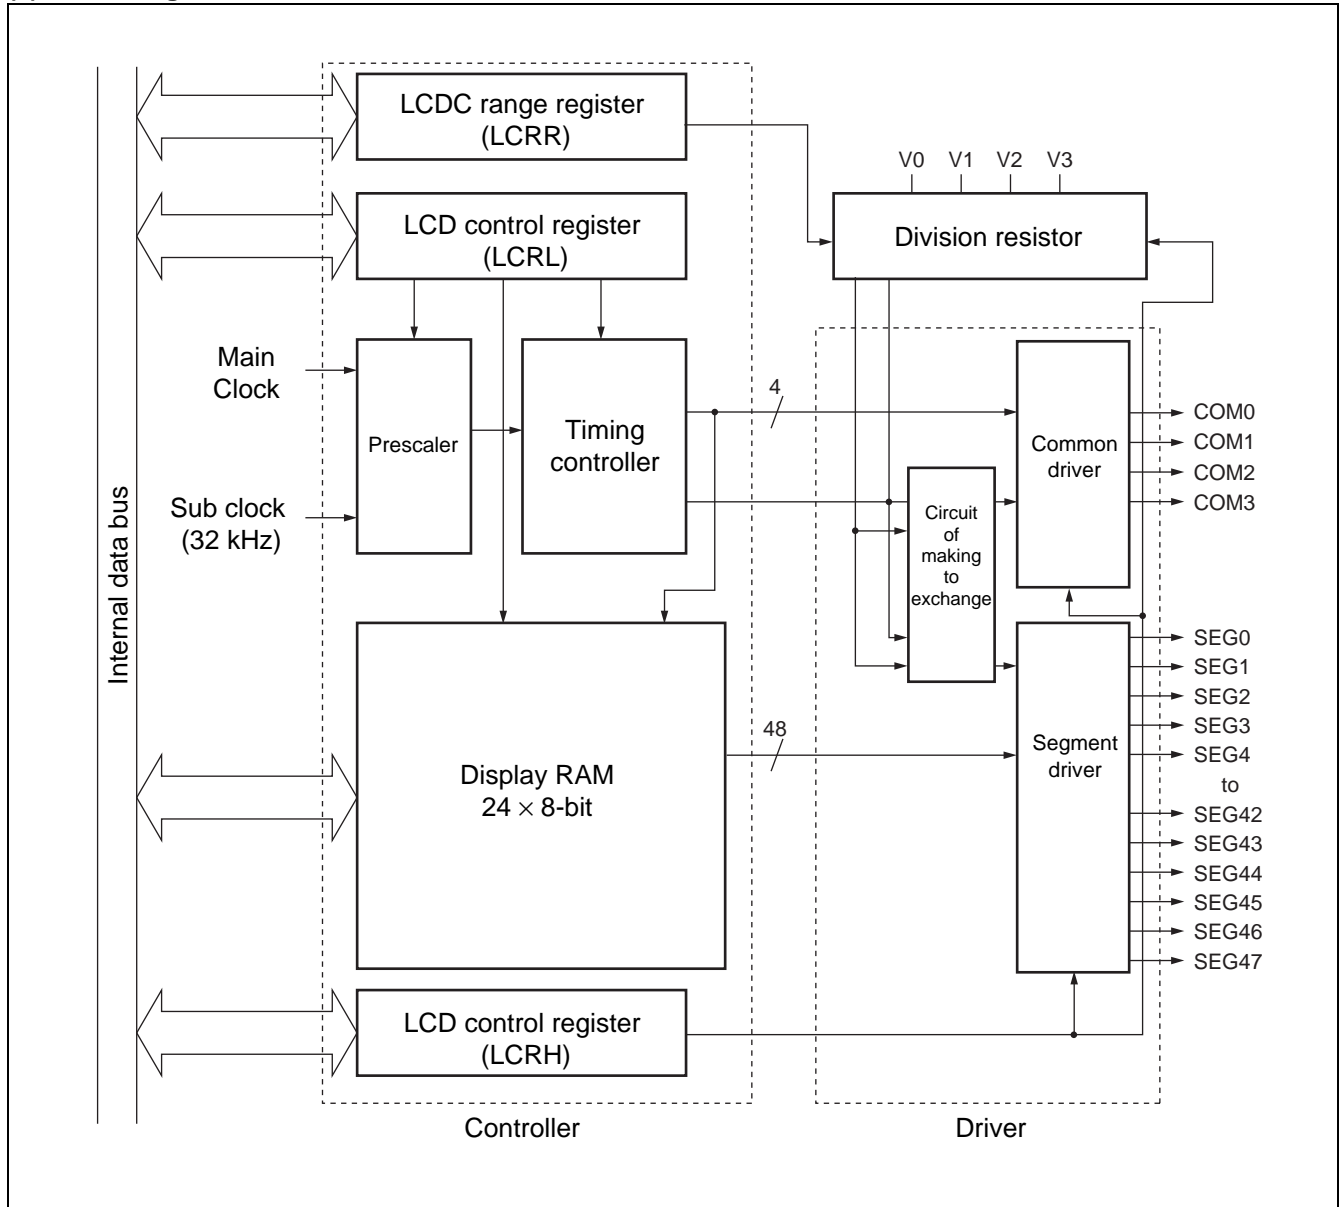 LCDC range register
(LCRR)
V0 V1 V2 V3
LCD control register
(LCRL)
Division resistor
Main
Clock
Prescaler
Timing
controller
4
Common
driver
COM0
COM1
COM2
COM3
Sub clock
(32 kHz)
Circuit
of
making
to
exchange
Internal data bus
Display RAM
24 × 8-bit
48
Segment
driver
SEG0
SEG1
SEG2
SEG3
SEG4
to
SEG42
SEG43
SEG44
SEG45
SEG46
SEG47
LCD control register
(LCRH)
Controller
Driver